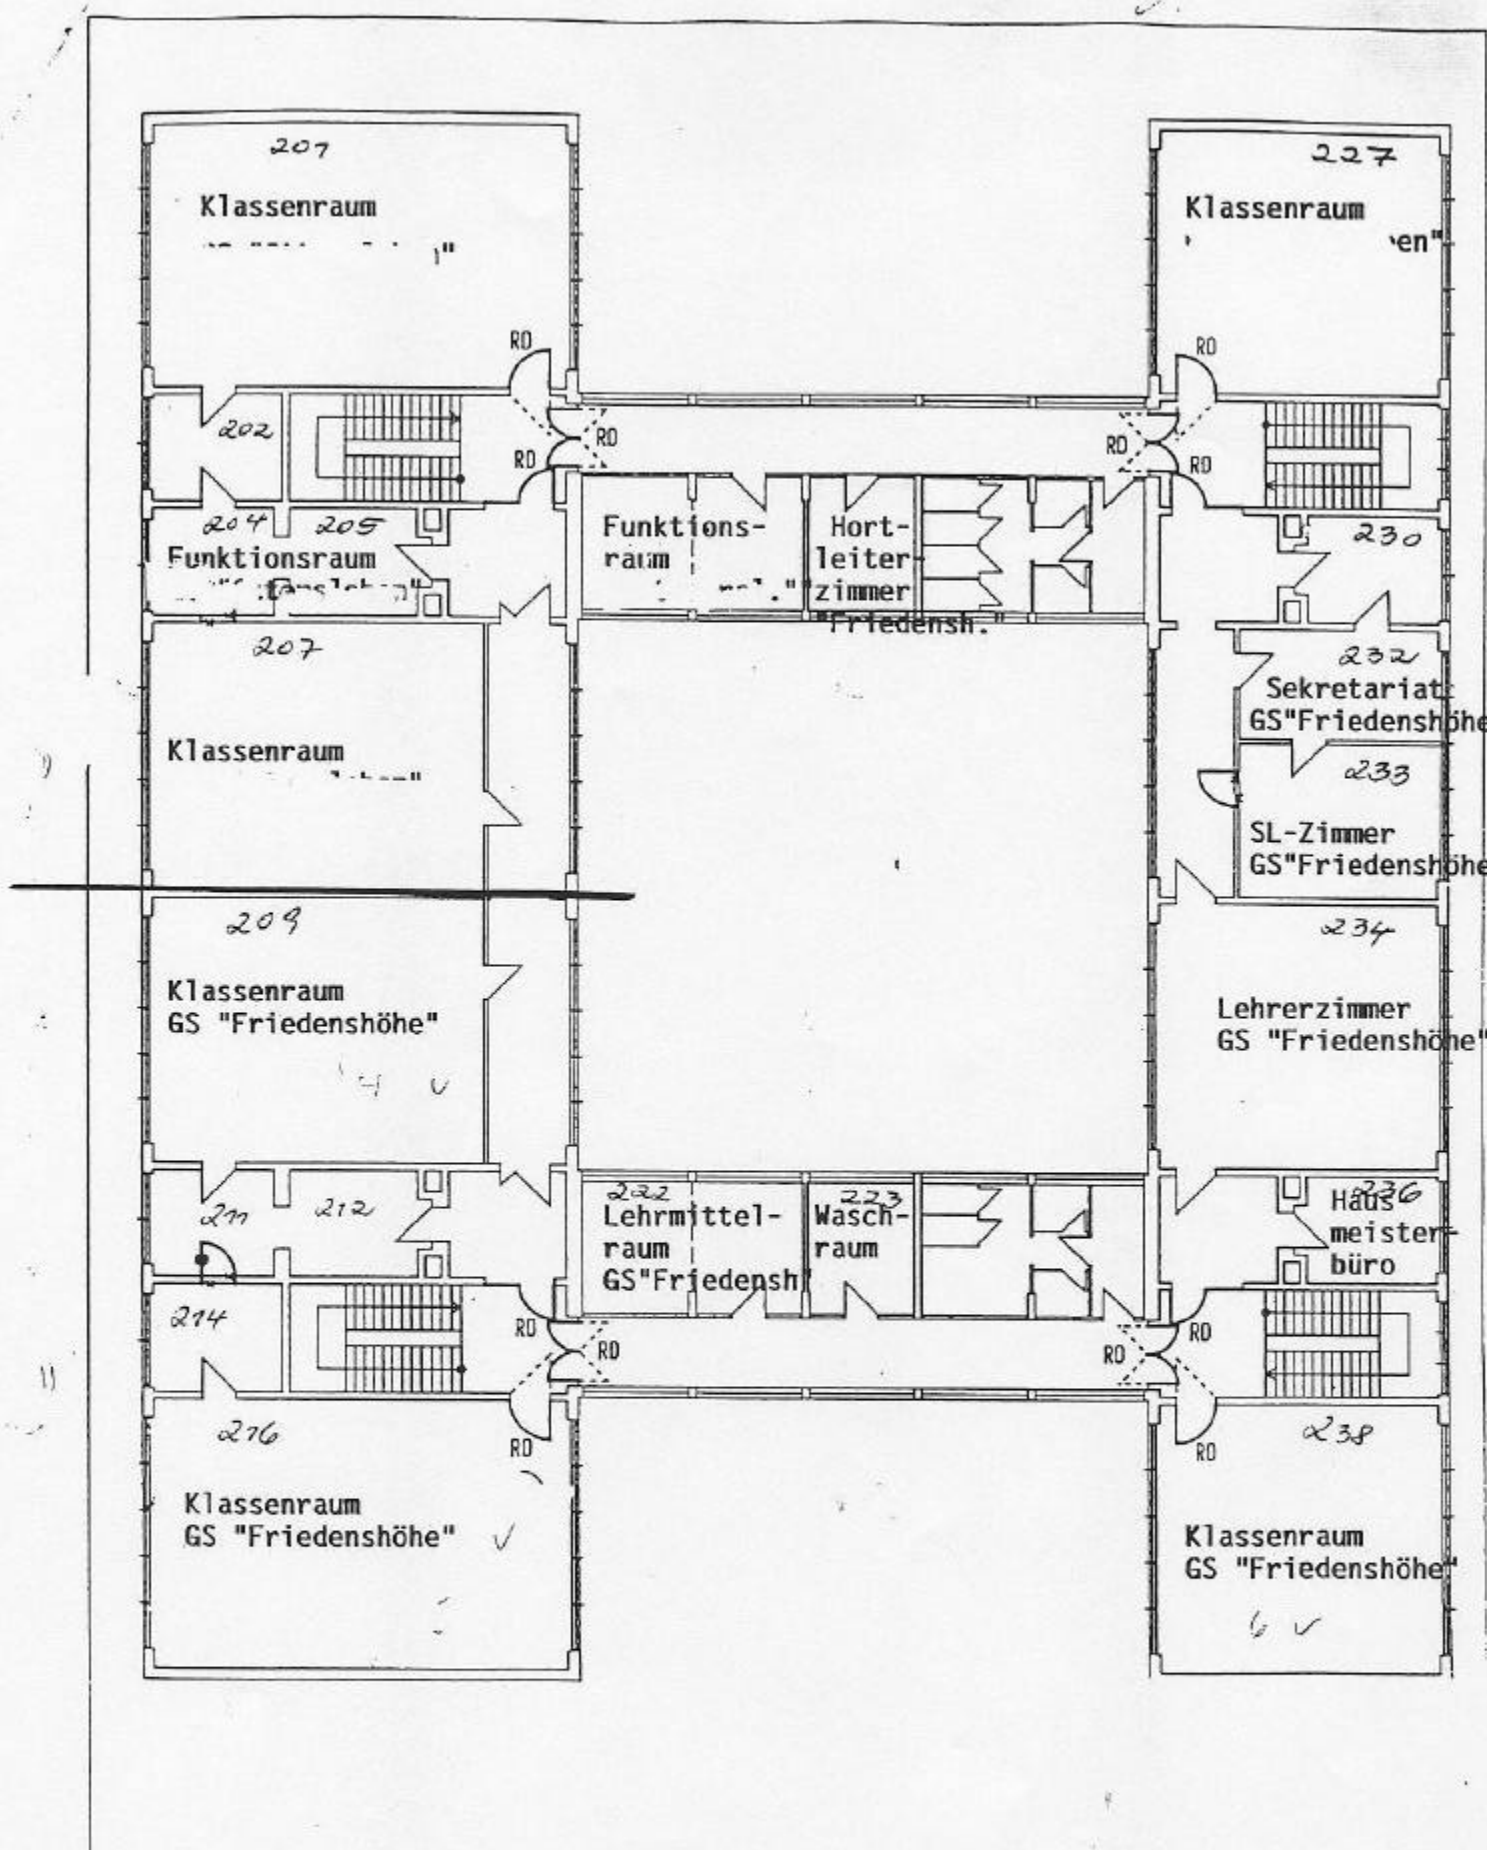 201
Klassenraum
227
Klassenraum
en"
RD
RD
202
RD
RD
RD
RD
204
205
Funktionsraum
Funktions-
raum
Hort-
leiter
zimmer
"Friedensh."
230
207
Klassenraum
232
Sekretariat
GS"Friedenshöhe
233
SL-Zimmer
GS"Friedenshöhe
209
Klassenraum
GS "Friedenshöhe"
234
Lehrerzimmer
GS "Friedenshöhe"
211
212
222
Lehrmittel-
raum
GS"Friedensh
223
Wasch-
raum
236
Haus
meister-
büro
214
RD
RD
RD
RD
216
RD
Klassenraum
GS "Friedenshöhe"
238
RD
Klassenraum
GS "Friedenshöhe"
6